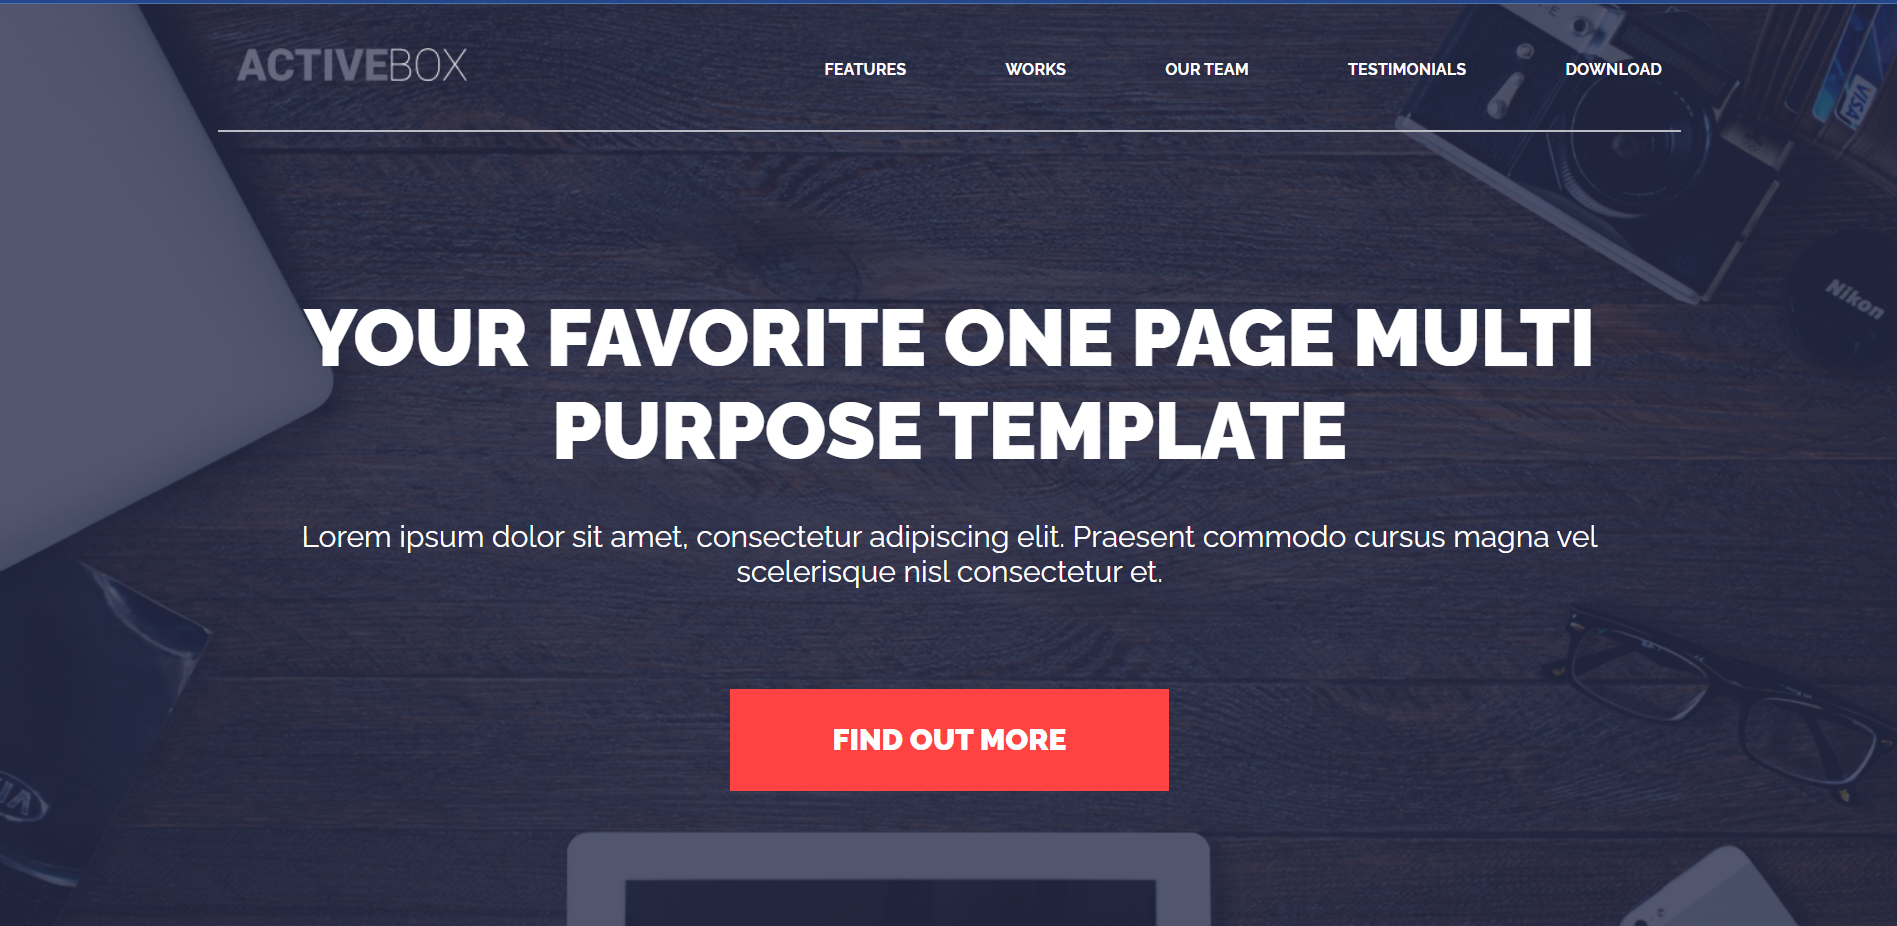 ACTIVEBOX
FEATURES WORKS OUR TEAM TESTIMONIALS DOWNLOAD
VISA
Nikon
YOUR FAVORITE ONE PAGE MULTI
PURPOSE TEMPLATE
Lorem ipsum dolor sit amet, consectetur adipiscing elit. Praesent commodo cursus magna vel
scelerisque nisl consectetur et.
FIND OUT MORE